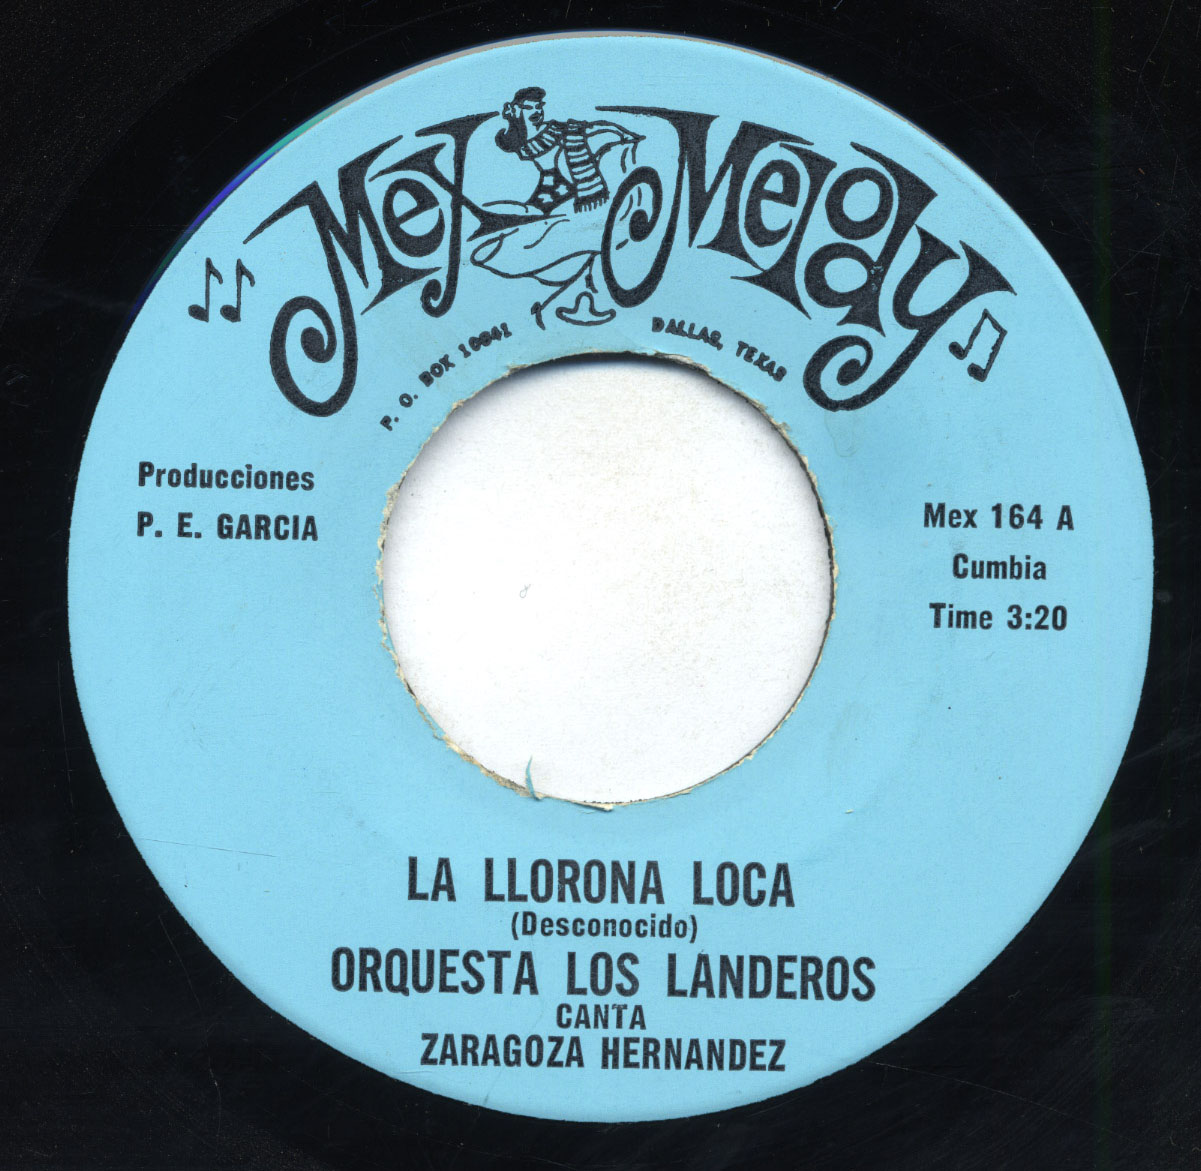 Mex Melody
P. O. BOX 10041
DALLAS, TEXAS
Producciones
P. E. GARCIA
Mex 164 A
Cumbia
Time 3:20
LA LLORONA LOCA
(Desconocido)
ORQUESTA LOS LANDEROS
CANTA
ZARAGOZA HERNANDEZ